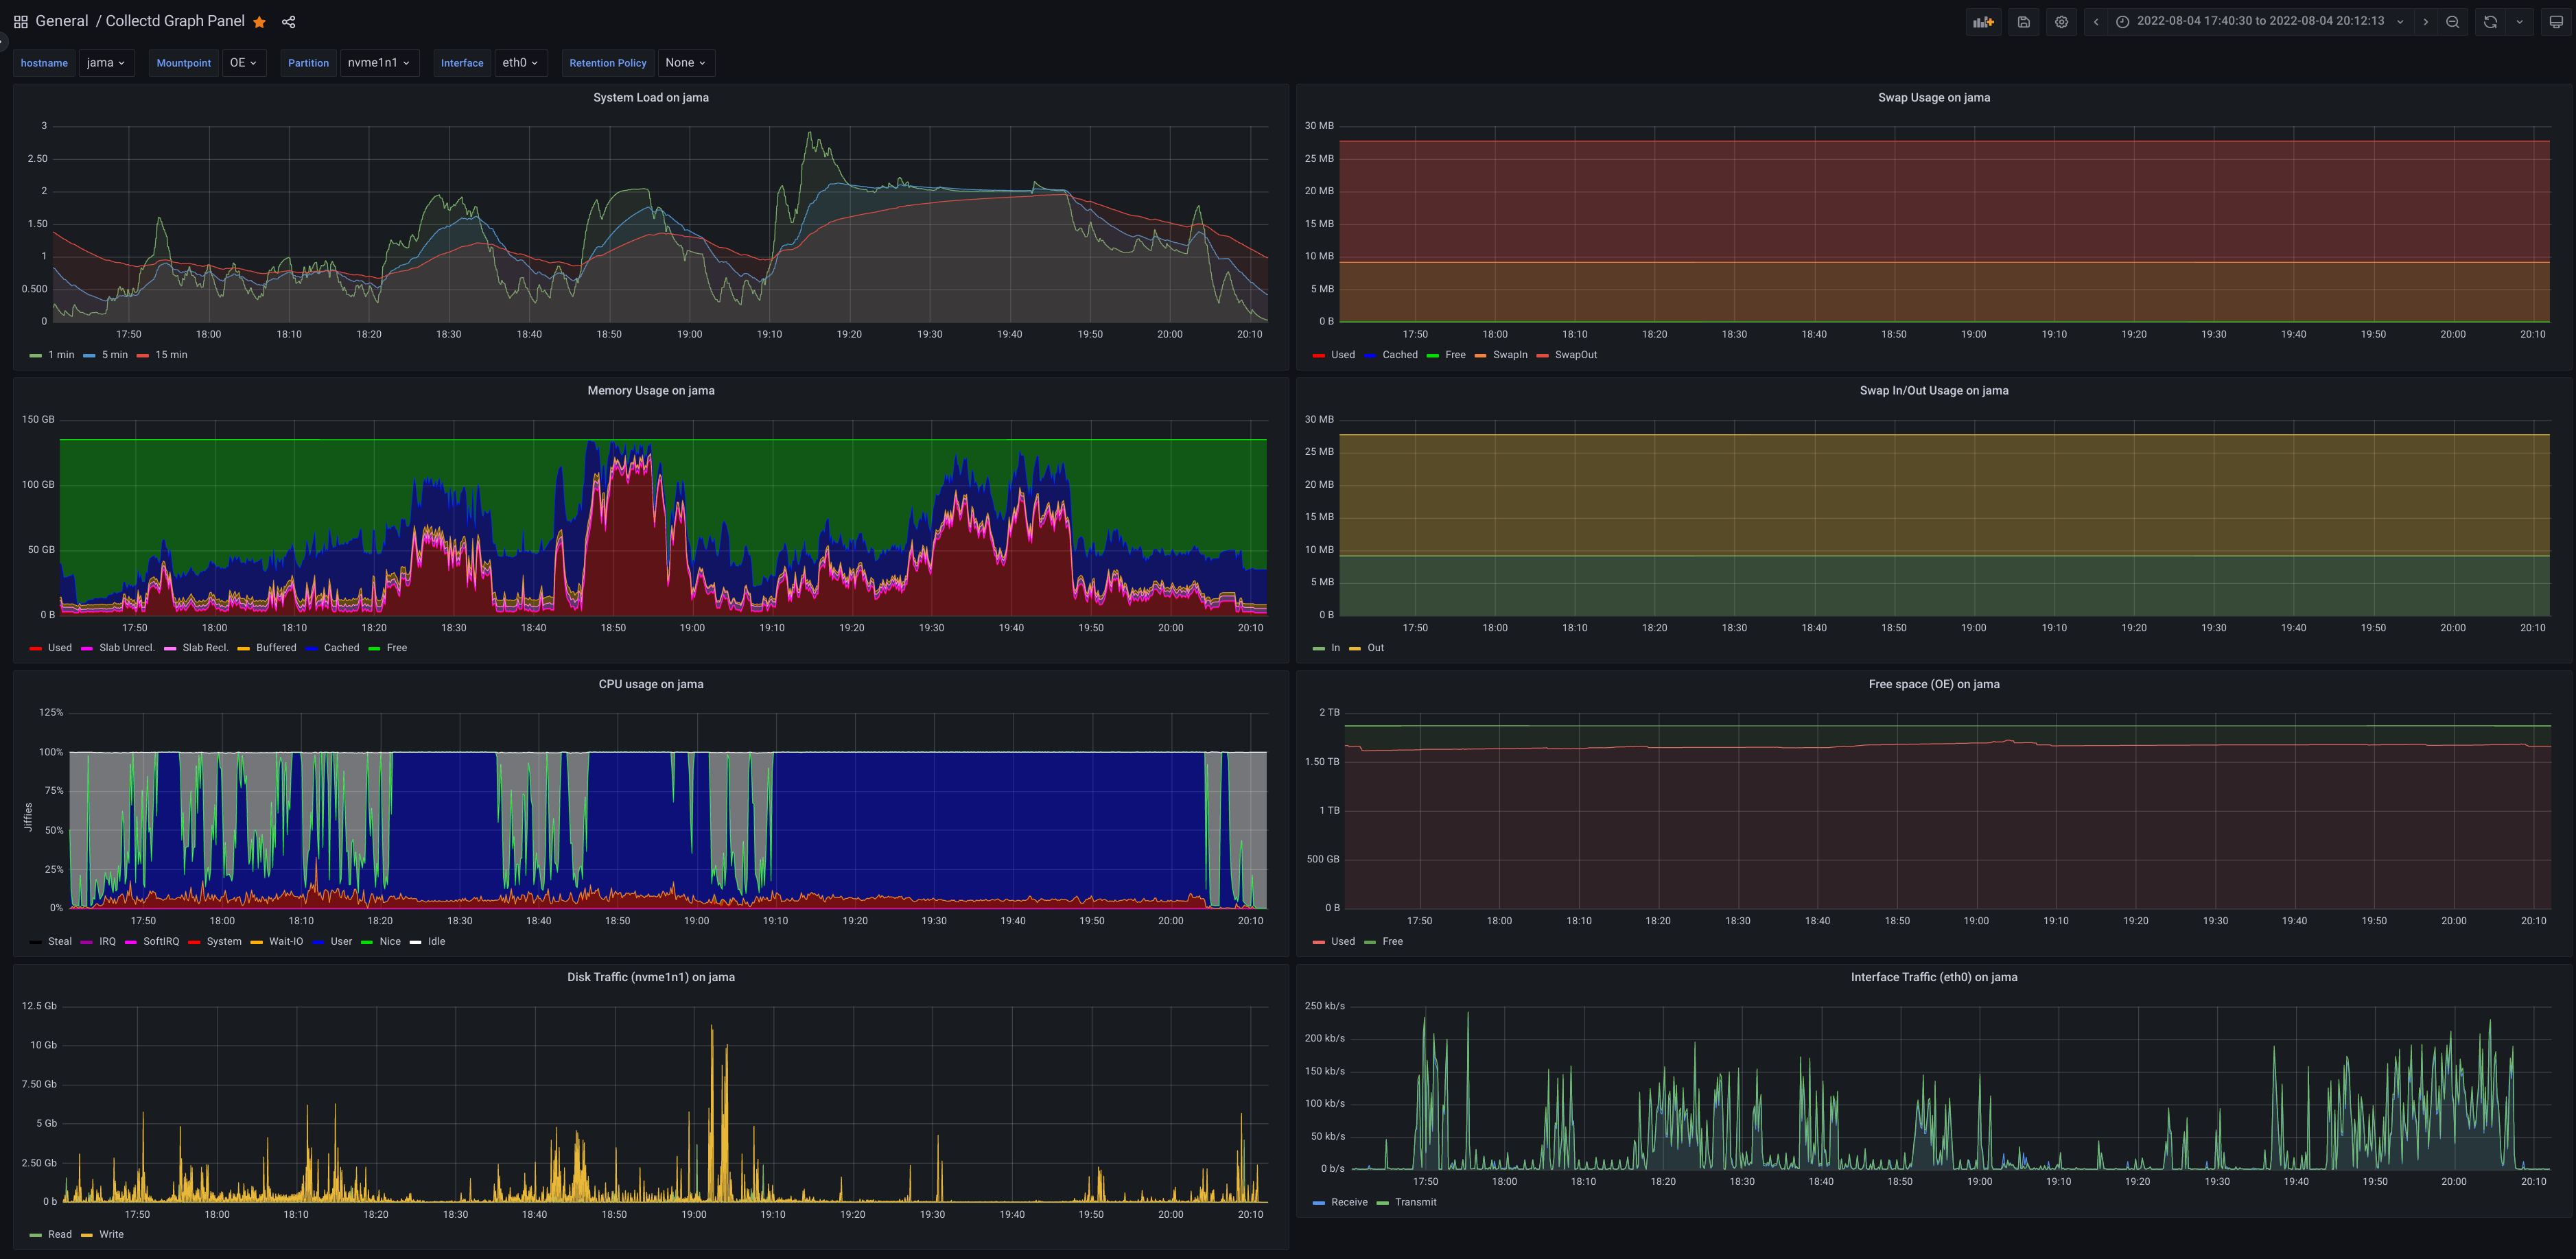 General / Collectd Graph Panel
2022-08-04 17:40:30 to 2022-08-04 20:12:13
hostname jama Mountpoint OE Partition nvme1n1 Interface eth0 Retention Policy None
System Load on jama
3
2.50
2
1.50
1
0.500
0
17:50 18:00 18:10 18:20 18:30 18:40 18:50 19:00 19:10 19:20 19:30 19:40 19:50 20:00 20:10
1 min 5 min 15 min
Swap Usage on jama
30 MB
25 MB
20 MB
15 MB
10 MB
5 MB
0 B
17:50 18:00 18:10 18:20 18:30 18:40 18:50 19:00 19:10 19:20 19:30 19:40 19:50 20:00 20:10
Used Cached Free SwapIn SwapOut
Memory Usage on jama
150 GB
100 GB
50 GB
0 B
17:50 18:00 18:10 18:20 18:30 18:40 18:50 19:00 19:10 19:20 19:30 19:40 19:50 20:00 20:10
Used Slab Unrecl. Slab Recl. Buffered Cached Free
Swap In/Out Usage on jama
30 MB
25 MB
20 MB
15 MB
10 MB
5 MB
0 B
17:50 18:00 18:10 18:20 18:30 18:40 18:50 19:00 19:10 19:20 19:30 19:40 19:50 20:00 20:10
In Out
CPU usage on jama
Jiffies
125%
100%
75%
50%
25%
0%
17:50 18:00 18:10 18:20 18:30 18:40 18:50 19:00 19:10 19:20 19:30 19:40 19:50 20:00 20:10
Steal IRQ SoftIRQ System Wait-IO User Nice Idle
Free space (OE) on jama
2 TB
1.50 TB
1 TB
500 GB
0 B
17:50 18:00 18:10 18:20 18:30 18:40 18:50 19:00 19:10 19:20 19:30 19:40 19:50 20:00 20:10
Used Free
Disk Traffic (nvme1n1) on jama
12.5 Gb
10 Gb
7.50 Gb
5 Gb
2.50 Gb
0 b
17:50 18:00 18:10 18:20 18:30 18:40 18:50 19:00 19:10 19:20 19:30 19:40 19:50 20:00 20:10
Read Write
Interface Traffic (eth0) on jama
250 kb/s
200 kb/s
150 kb/s
100 kb/s
50 kb/s
0 b/s
17:50 18:00 18:10 18:20 18:30 18:40 18:50 19:00 19:10 19:20 19:30 19:40 19:50 20:00 20:10
Receive Transmit